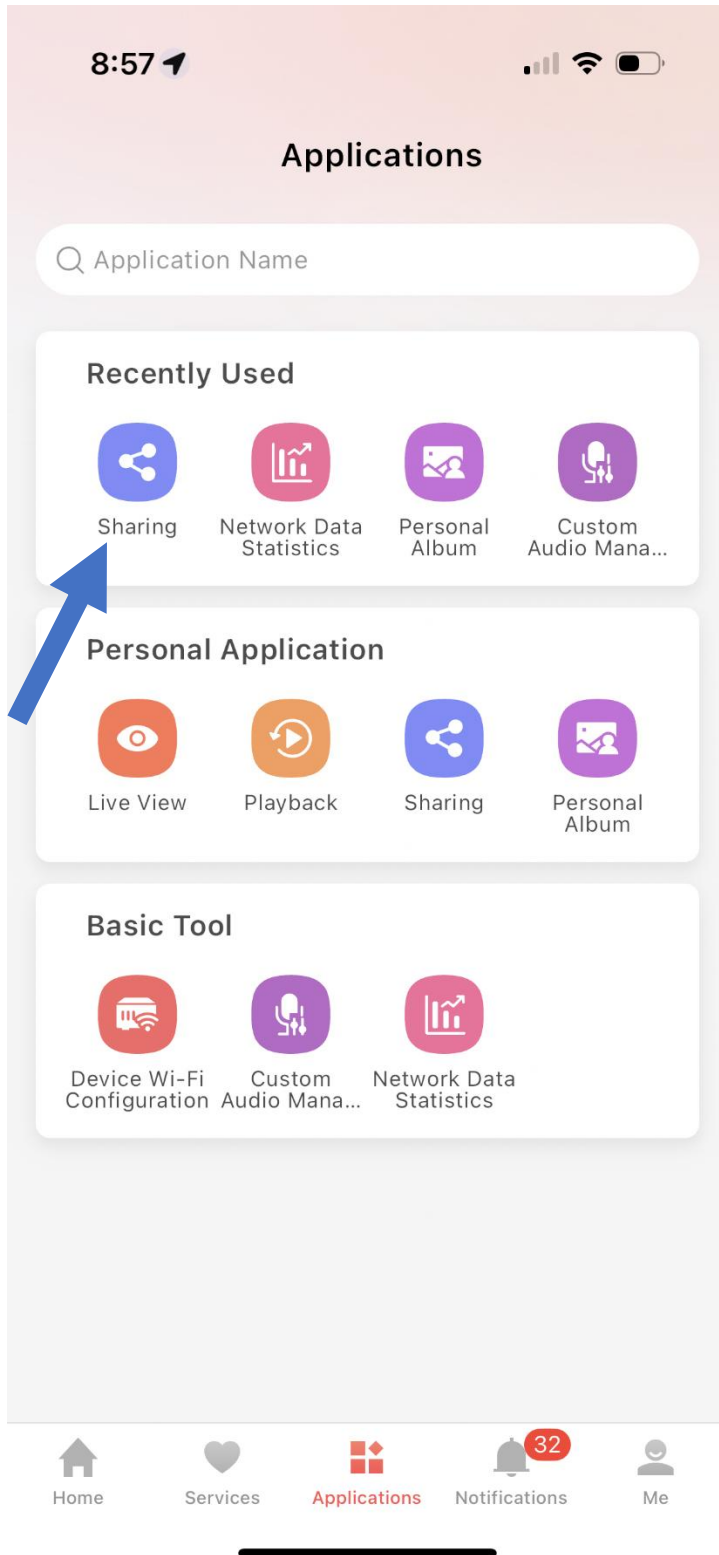 8:57
Applications
Application Name
Recently Used
Sharing
Network Data
Statistics
Personal
Album
Custom
Audio Mana...
Personal Application
Live View
Playback
Sharing
Personal
Album
Basic Tool
Device Wi-Fi
Configuration
Custom
Audio Mana...
Network Data
Statistics
32
Home
Services
Applications
Notifications
Me